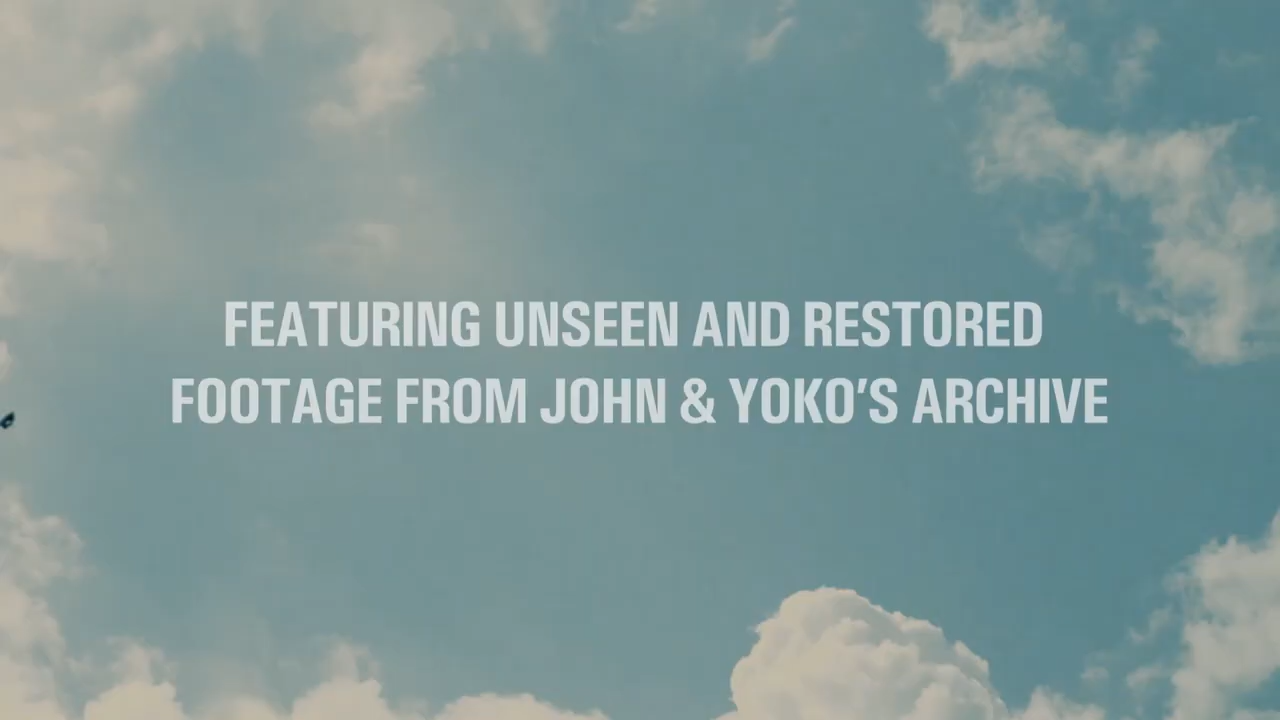 FEATURING UNSEEN AND RESTORED
FOOTAGE FROM JOHN & YOKO'S ARCHIVE